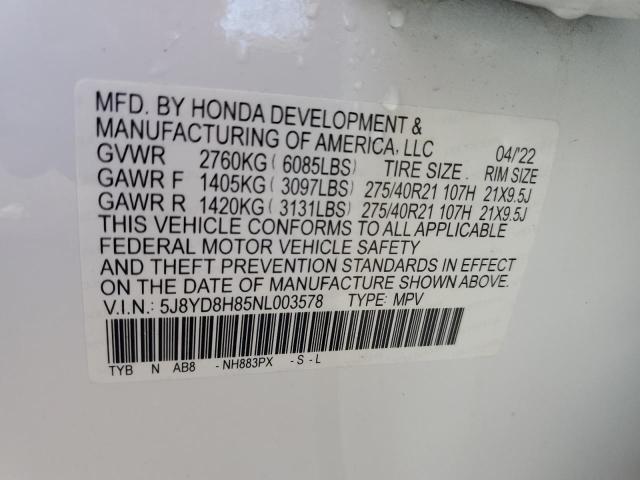 MFD. BY HONDA DEVELOPMENT &
MANUFACTURING OF AMERICA, LLC 04/'22
GVWR 2760KG (6085LBS) TIRE SIZE RIM SIZE
GAWR F 1405KG (3097LBS) 275/40R21 107H 21X9.5J
GAWR R 1420KG (3131LBS) 275/40R21 107H 21X9.5J
THIS VEHICLE CONFORMS TO ALL APPLICABLE
FEDERAL MOTOR VEHICLE SAFETY
AND THEFT PREVENTION STANDARDS IN EFFECT
ON THE DATE OF MANUFACTURE SHOWN ABOVE.
V.I.N.: 5J8YD8H85NL003578 TYPE: MPV
TYB N AB8 -NH883PX -S-L